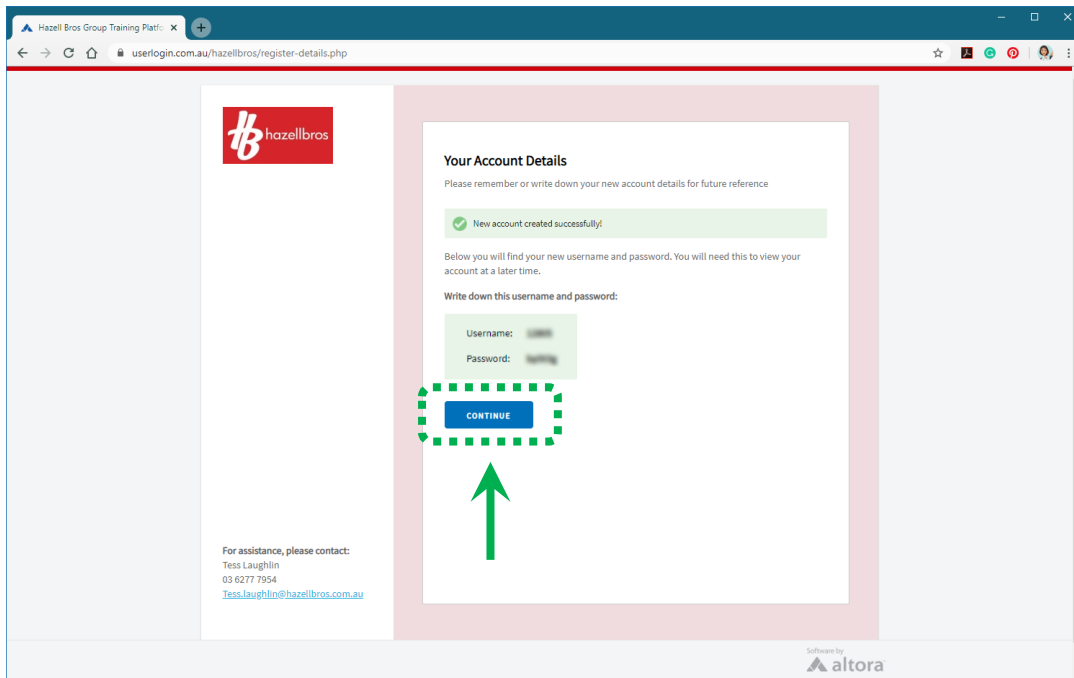 Hazell Bros Group Training Platfo
userlogin.com.au/hazellbros/register-details.php
HB hazellbros
Your Account Details
Please remember or write down your new account details for future reference
New account created successfully!
Below you will find your new username and password. You will need this to view your
account at a later time.
Write down this username and password:
Username:
Password:
CONTINUE
For assistance, please contact:
Tess Laughlin
03 6277 7954
Tess.laughlin@hazellbros.com.au
Software by
altora